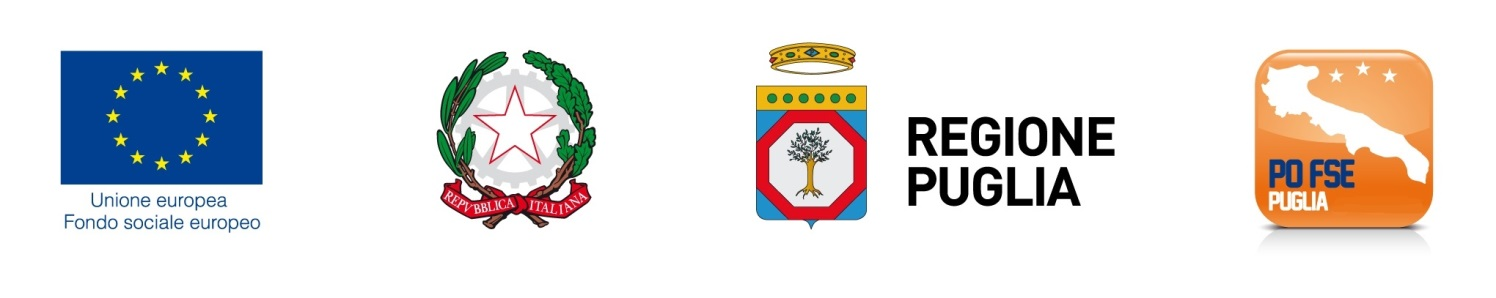 Unione europea
Fondo sociale europeo
REPVBBLICA ITALIANA
REGIONE
PUGLIA
PO FSE
PUGLIA